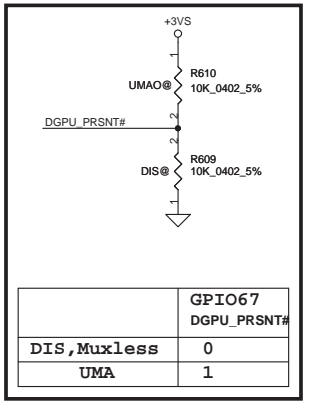 +3VS
1
R610
UMAO@ 10K_0402_5%
2
DGPU_PRSNT#
2
R609
DIS@ 10K_0402_5%
1
GPIO67
DGPU_PRSNT#
DIS,Muxless 0
UMA 1